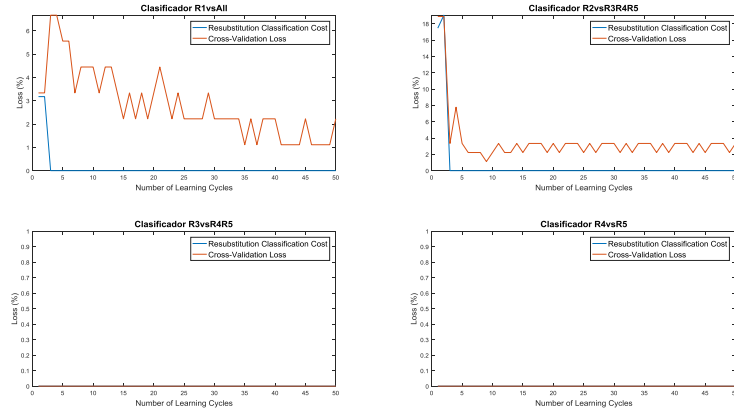 Clasificador R1vsAll
Resubstitution Classification Cost
Cross-Validation Loss
Loss (%)
6
5
4
3
2
1
0
0 5 10 15 20 25 30 35 40 45 50
Number of Learning Cycles
Clasificador R2vsR3R4R5
Resubstitution Classification Cost
Cross-Validation Loss
Loss (%)
18
16
14
12
10
8
6
4
2
0
0 5 10 15 20 25 30 35 40 45 50
Number of Learning Cycles
Clasificador R3vsR4R5
Resubstitution Classification Cost
Cross-Validation Loss
Loss (%)
1
0.9
0.8
0.7
0.6
0.5
0.4
0.3
0.2
0.1
0
0 5 10 15 20 25 30 35 40 45 50
Number of Learning Cycles
Clasificador R4vsR5
Resubstitution Classification Cost
Cross-Validation Loss
Loss (%)
1
0.9
0.8
0.7
0.6
0.5
0.4
0.3
0.2
0.1
0
0 5 10 15 20 25 30 35 40 45 50
Number of Learning Cycles